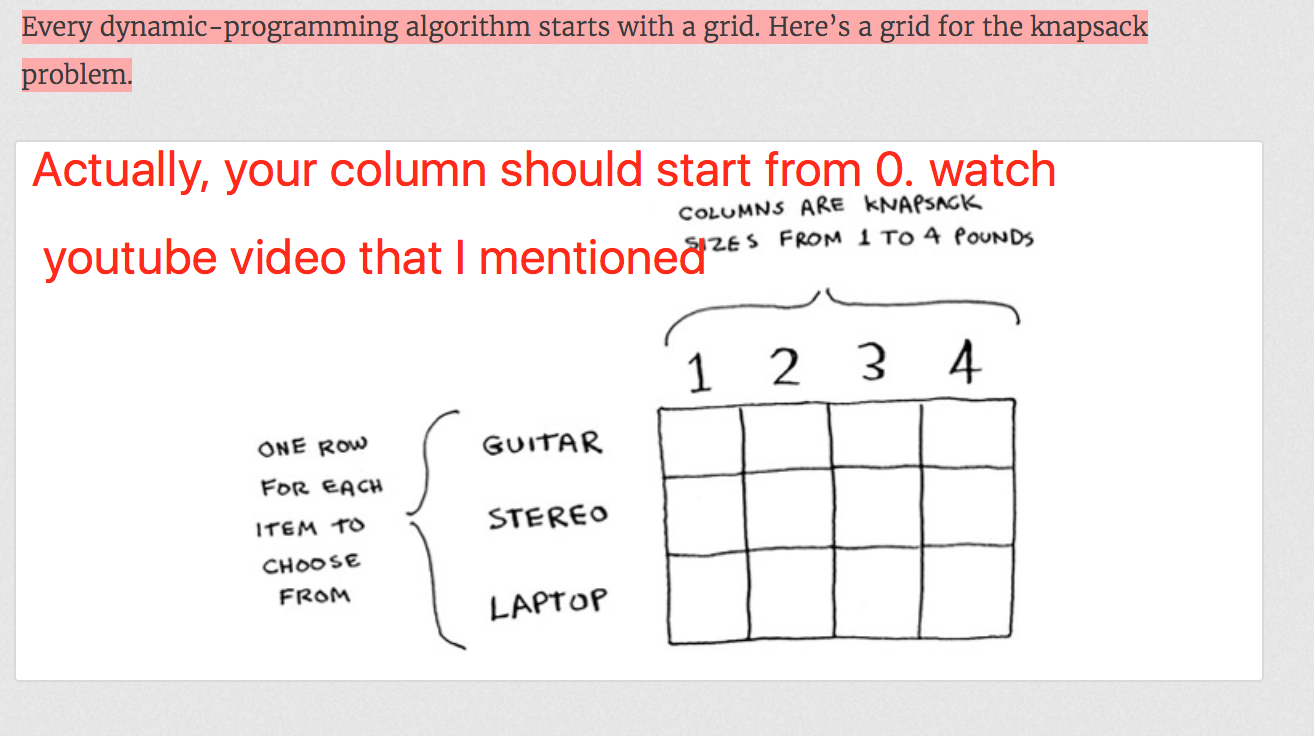 Every dynamic-programming algorithm starts with a grid. Here’s a grid for the knapsack
problem.
Actually, your column should start from 0. watch
youtube video that I mentioned
COLUMNS ARE KNAPSACK
SIZES FROM 1 TO 4 POUNDS
1 2 3 4
ONE ROW
FOR EACH
ITEM TO
CHOOSE
FROM
GUITAR
STEREO
LAPTOP